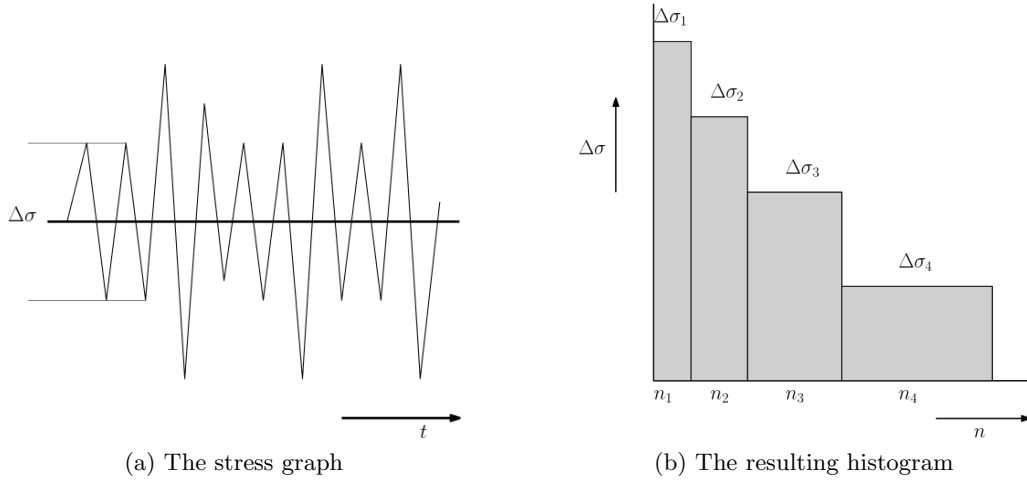 Δσ
t
(a) The stress graph
Δσ₁
Δσ₂
Δσ
Δσ₃
Δσ₄
n₁ n₂ n₃ n₄
n
(b) The resulting histogram